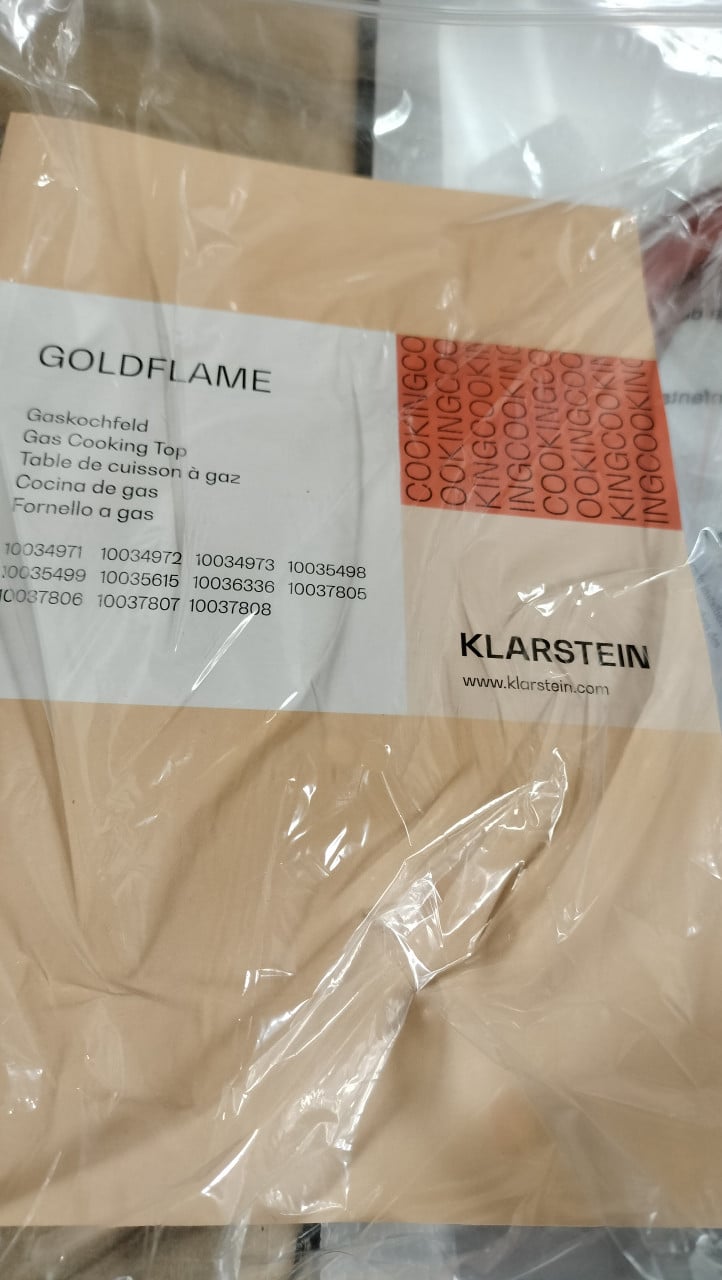 GOLDFLAME
Gaskochfeld
Gas Cooking Top
Table de cuisson à gaz
Cocina de gas
Fornello a gas
10034971 10034972 10034973 10035498
10035499 10035615 10036336 10037805
10037806 10037807 10037808
COOKINGCO
OOKINGCOO
KINGCOOKIN
INGCOOKING
COOKINGCO
OOKINGCOO
KINGCOOKIN
INGCOOKING
KLARSTEIN
www.klarstein.com